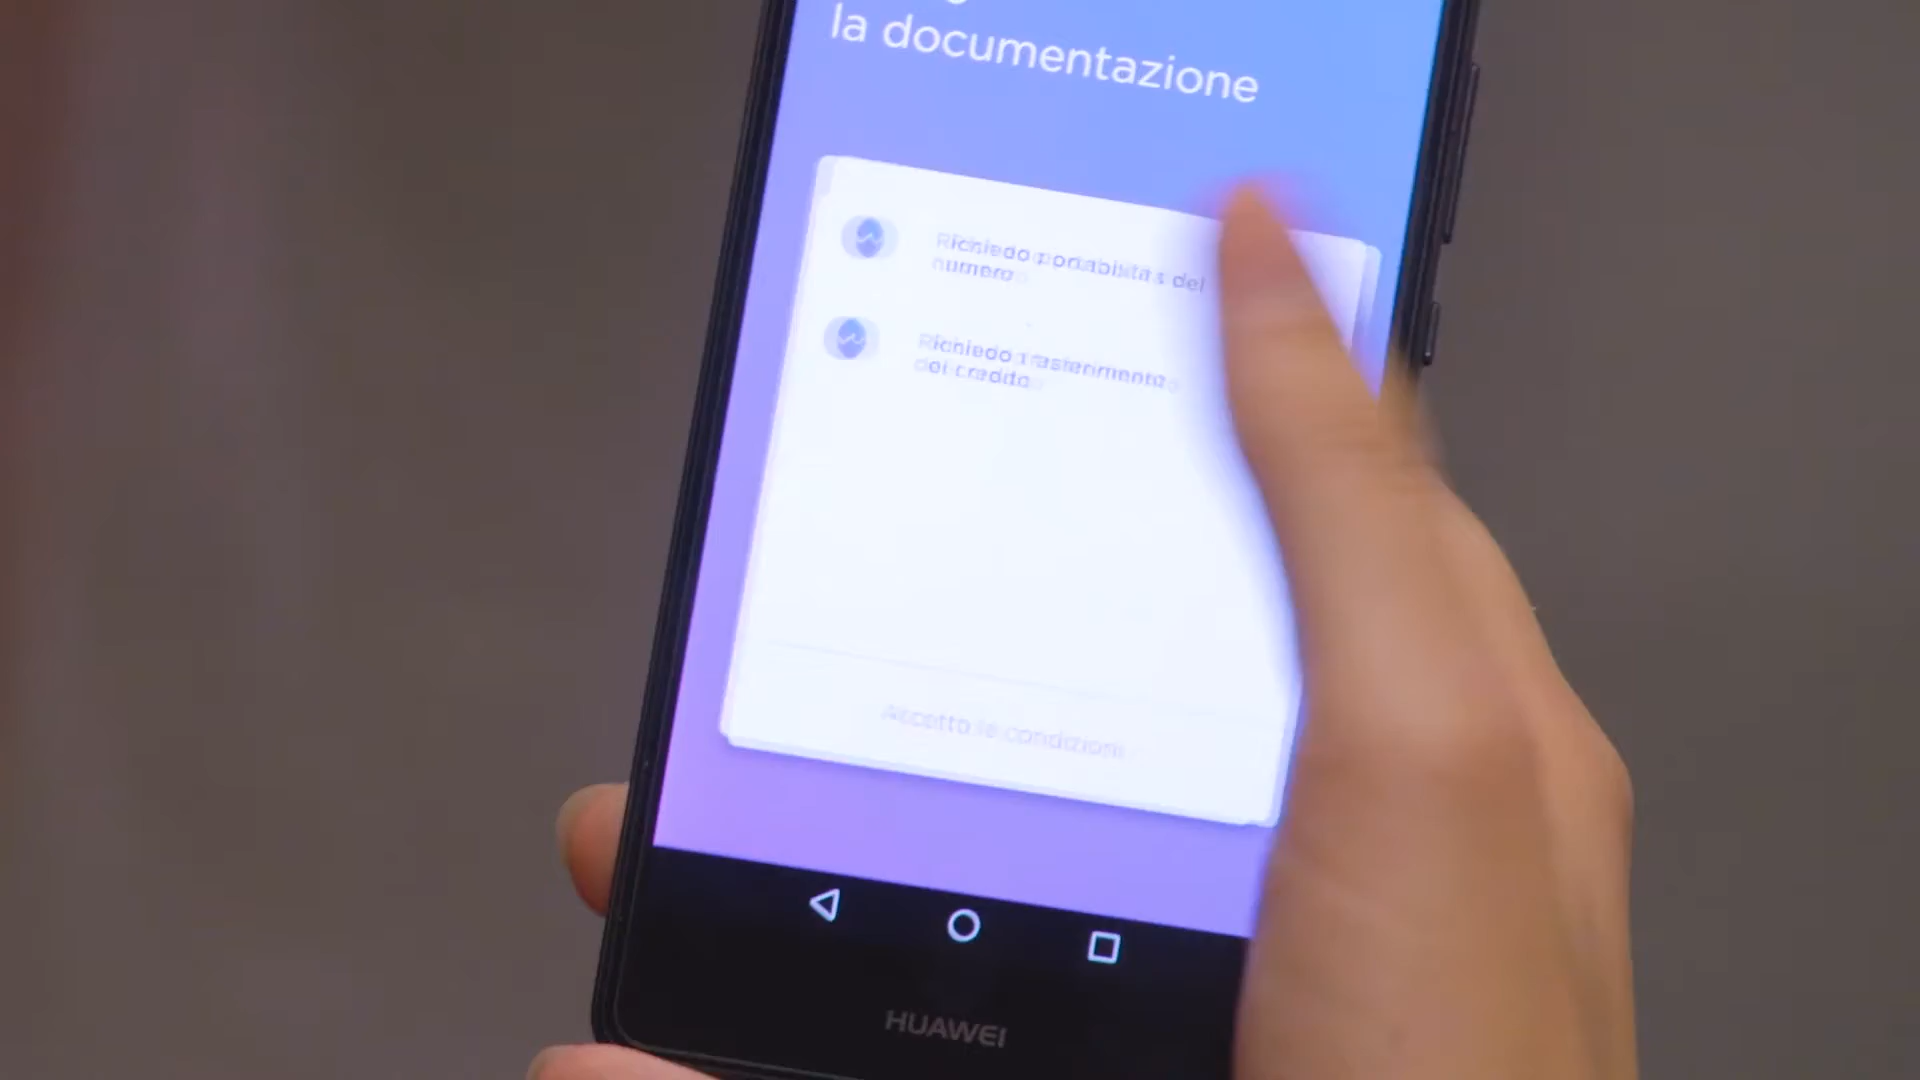 la documentazione
Richiedo portabilità del
numero
Richiedo trasferimento
del credito
Accetto le condizioni
HUAWEI